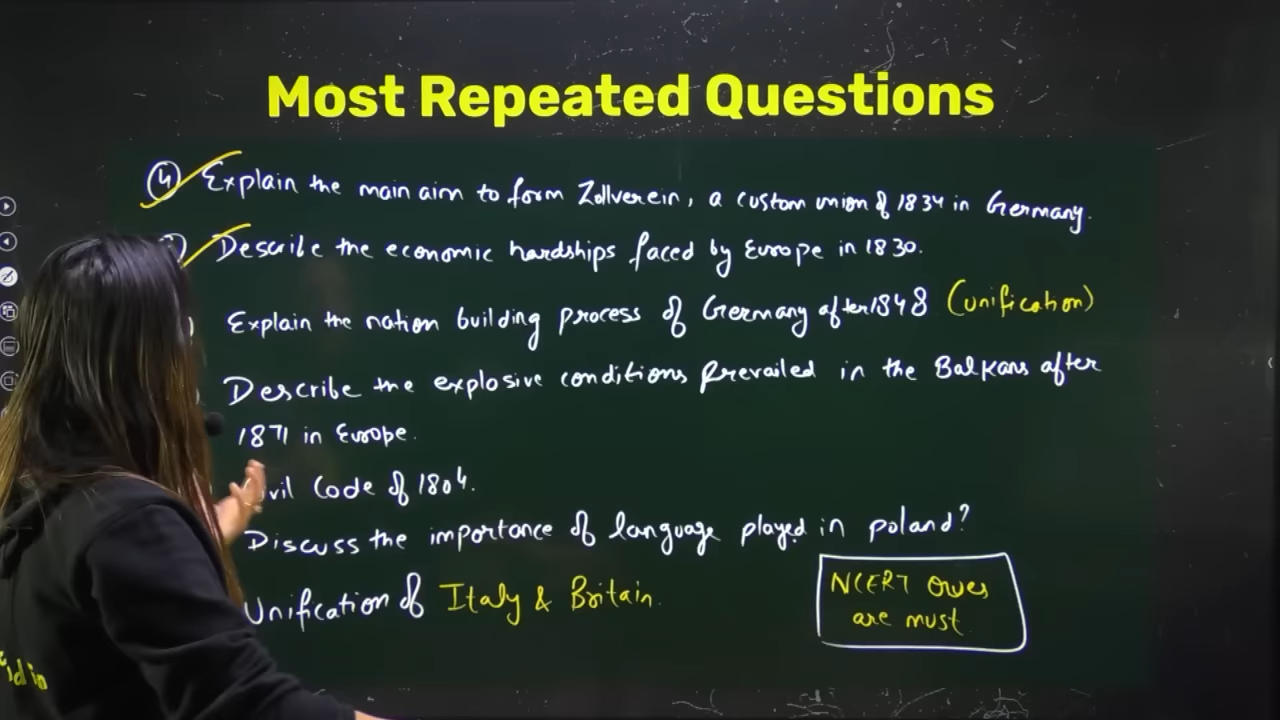 Most Repeated Questions
4 Explain the main aim to form Zollverein, a custom union of 1834 in Germany.
Describe the economic hardships faced by Europe in 1830.
Explain the nation building process of Germany after 1848 (unification)
Describe the explosive conditions prevailed in the Balkans after
1871 in Europe.
vil Code of 1804.
Discuss the importance of language played in poland?
Unification of Italy & Britain.
NCERT Ques
are must